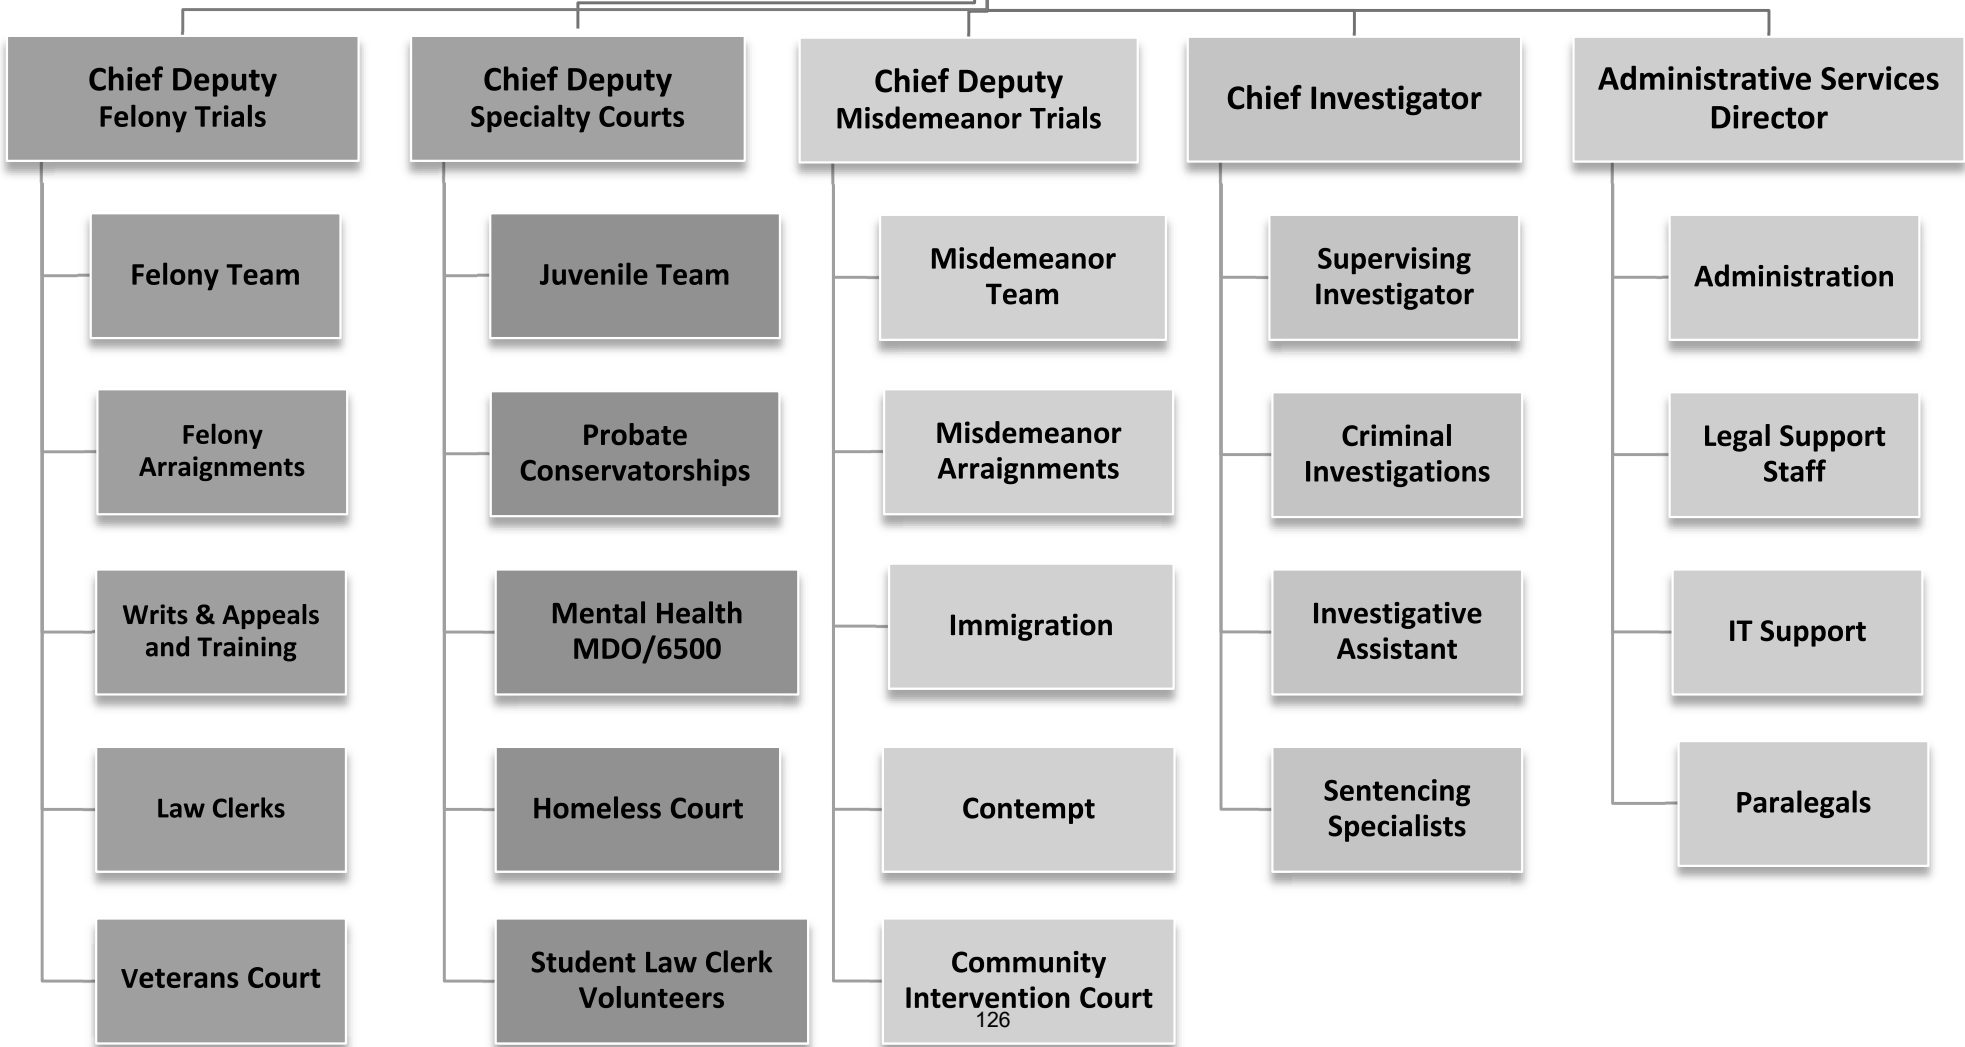 Chief Deputy
Felony Trials
Chief Deputy
Specialty Courts
Chief Deputy
Misdemeanor Trials
Chief Investigator
Administrative Services
Director
Felony Team
Juvenile Team
Misdemeanor
Team
Supervising
Investigator
Administration
Felony
Arraignments
Probate
Conservatorships
Misdemeanor
Arraignments
Criminal
Investigations
Legal Support
Staff
Writs & Appeals
and Training
Mental Health
MDO/6500
Immigration
Investigative
Assistant
IT Support
Law Clerks
Homeless Court
Contempt
Sentencing
Specialists
Paralegals
Veterans Court
Student Law Clerk
Volunteers
Community
Intervention Court
126